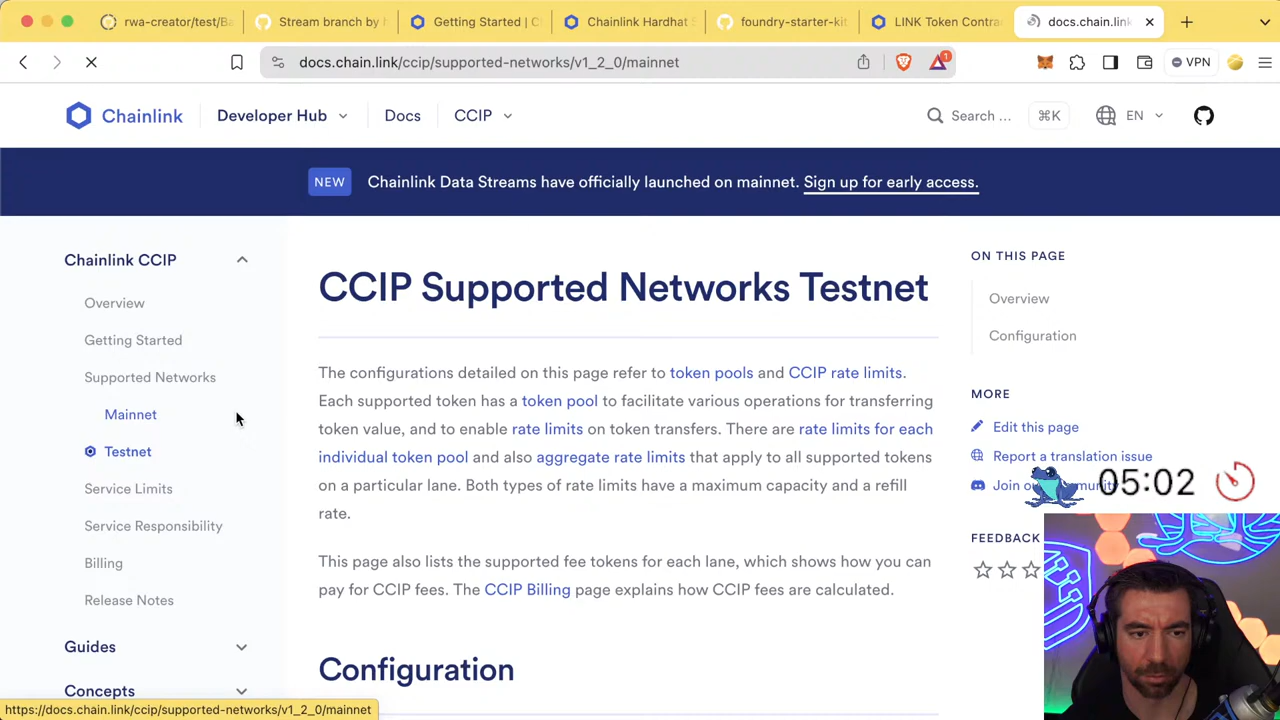 rwa-creator/test/Ba
Stream branch by
Getting Started | C
Chainlink Hardhat S
foundry-starter-kit
LINK Token Contra
docs.chain.link
docs.chain.link/ccip/supported-networks/v1_2_0/mainnet
1
VPN
Chainlink
Developer Hub
Docs
CCIP
Search ...
⌘K
EN
NEW
Chainlink Data Streams have officially launched on mainnet. Sign up for early access.
Chainlink CCIP
Overview
Getting Started
Supported Networks
Mainnet
Testnet
Service Limits
Service Responsibility
Billing
Release Notes
Guides
Concepts
CCIP Supported Networks Testnet
The configurations detailed on this page refer to token pools and CCIP rate limits.
Each supported token has a token pool to facilitate various operations for transferring
token value, and to enable rate limits on token transfers. There are rate limits for each
individual token pool and also aggregate rate limits that apply to all supported tokens
on a particular lane. Both types of rate limits have a maximum capacity and a refill
rate.
This page also lists the supported fee tokens for each lane, which shows how you can
pay for CCIP fees. The CCIP Billing page explains how CCIP fees are calculated.
Configuration
ON THIS PAGE
Overview
Configuration
MORE
Edit this page
Report a translation issue
Join
05:02
FEEDBACK
https://docs.chain.link/ccip/supported-networks/v1_2_0/mainnet